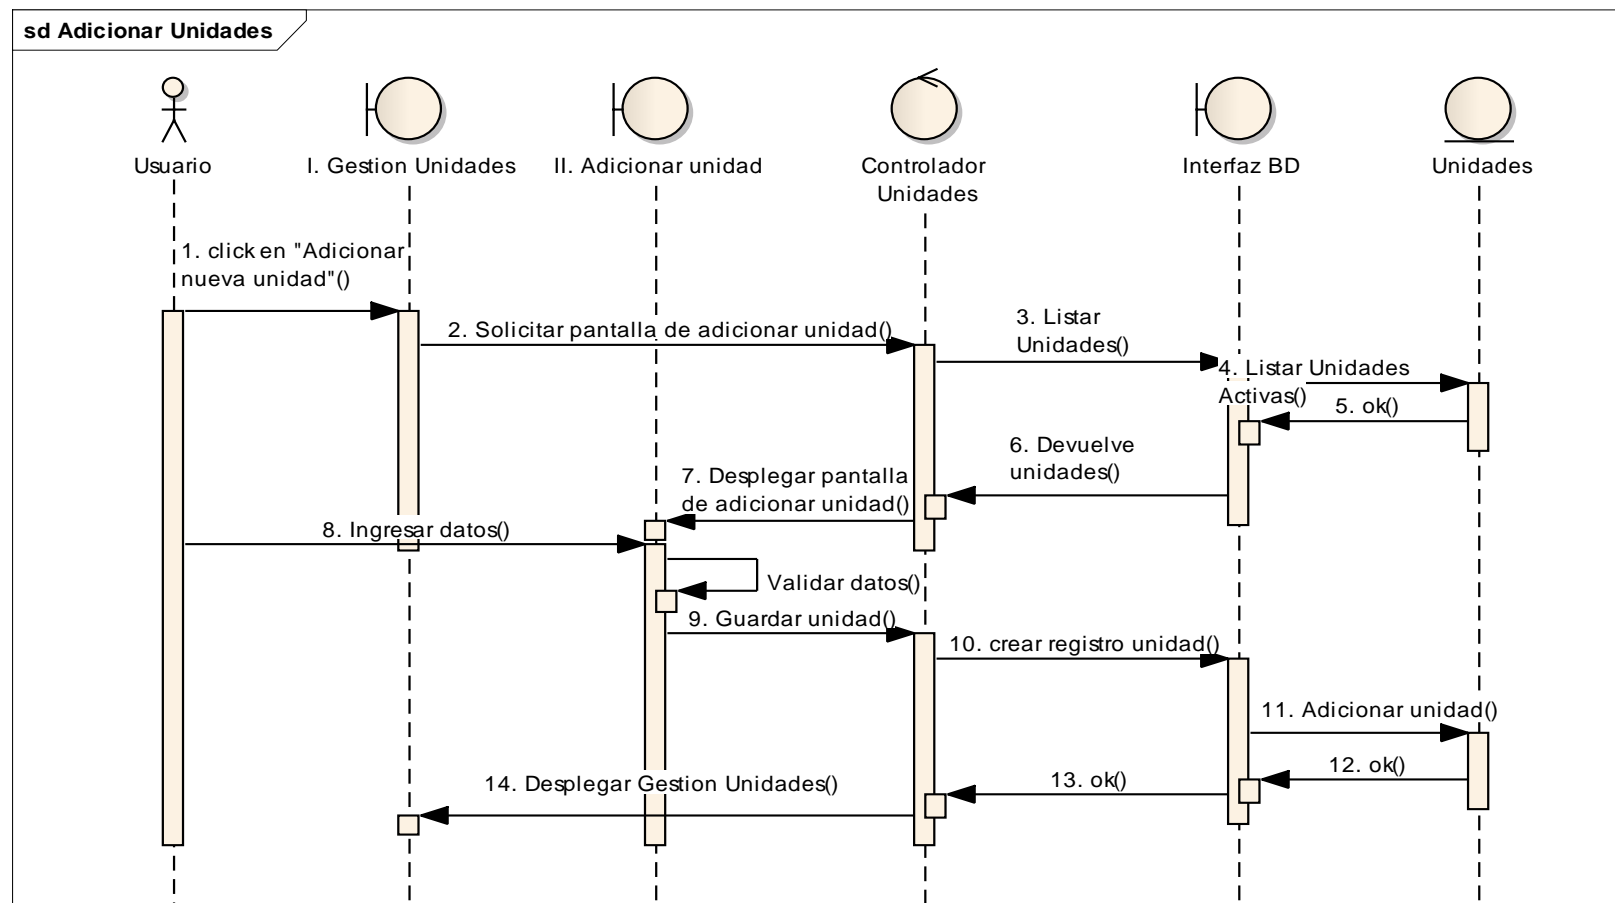 sd Adicionar Unidades
Usuario
I. Gestion Unidades
II. Adicionar unidad
Controlador
Unidades
Interfaz BD
Unidades
1. click en "Adicionar
nueva unidad"()
2. Solicitar pantalla de adicionar unidad()
3. Listar
Unidades()
4. Listar Unidades
Activas()
5. ok()
6. Devuelve
unidades()
7. Desplegar pantalla
de adicionar unidad()
8. Ingresar datos()
Validar datos()
9. Guardar unidad()
10. crear registro unidad()
11. Adicionar unidad()
12. ok()
13. ok()
14. Desplegar Gestion Unidades()